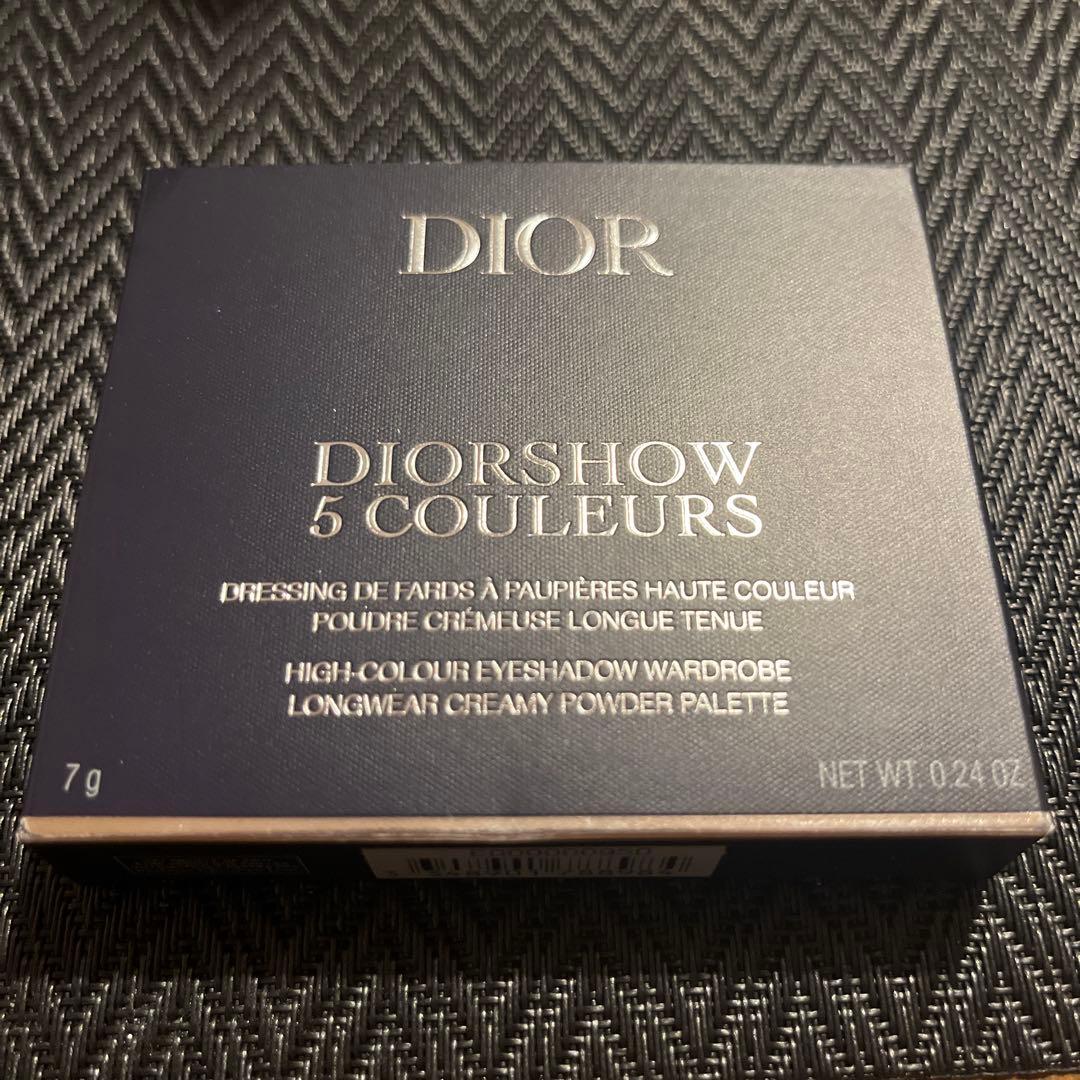 DIOR
DIORSHOW
5 COULEURS
DRESSING DE FARDS À PAUPIÈRES HAUTE COULEUR
POUDRE CRÉMEUSE LONGUE TENUE
HIGH-COLOUR EYESHADOW WARDROBE
LONGWEAR CREAMY POWDER PALETTE
7 g
NET WT. 0.24 OZ